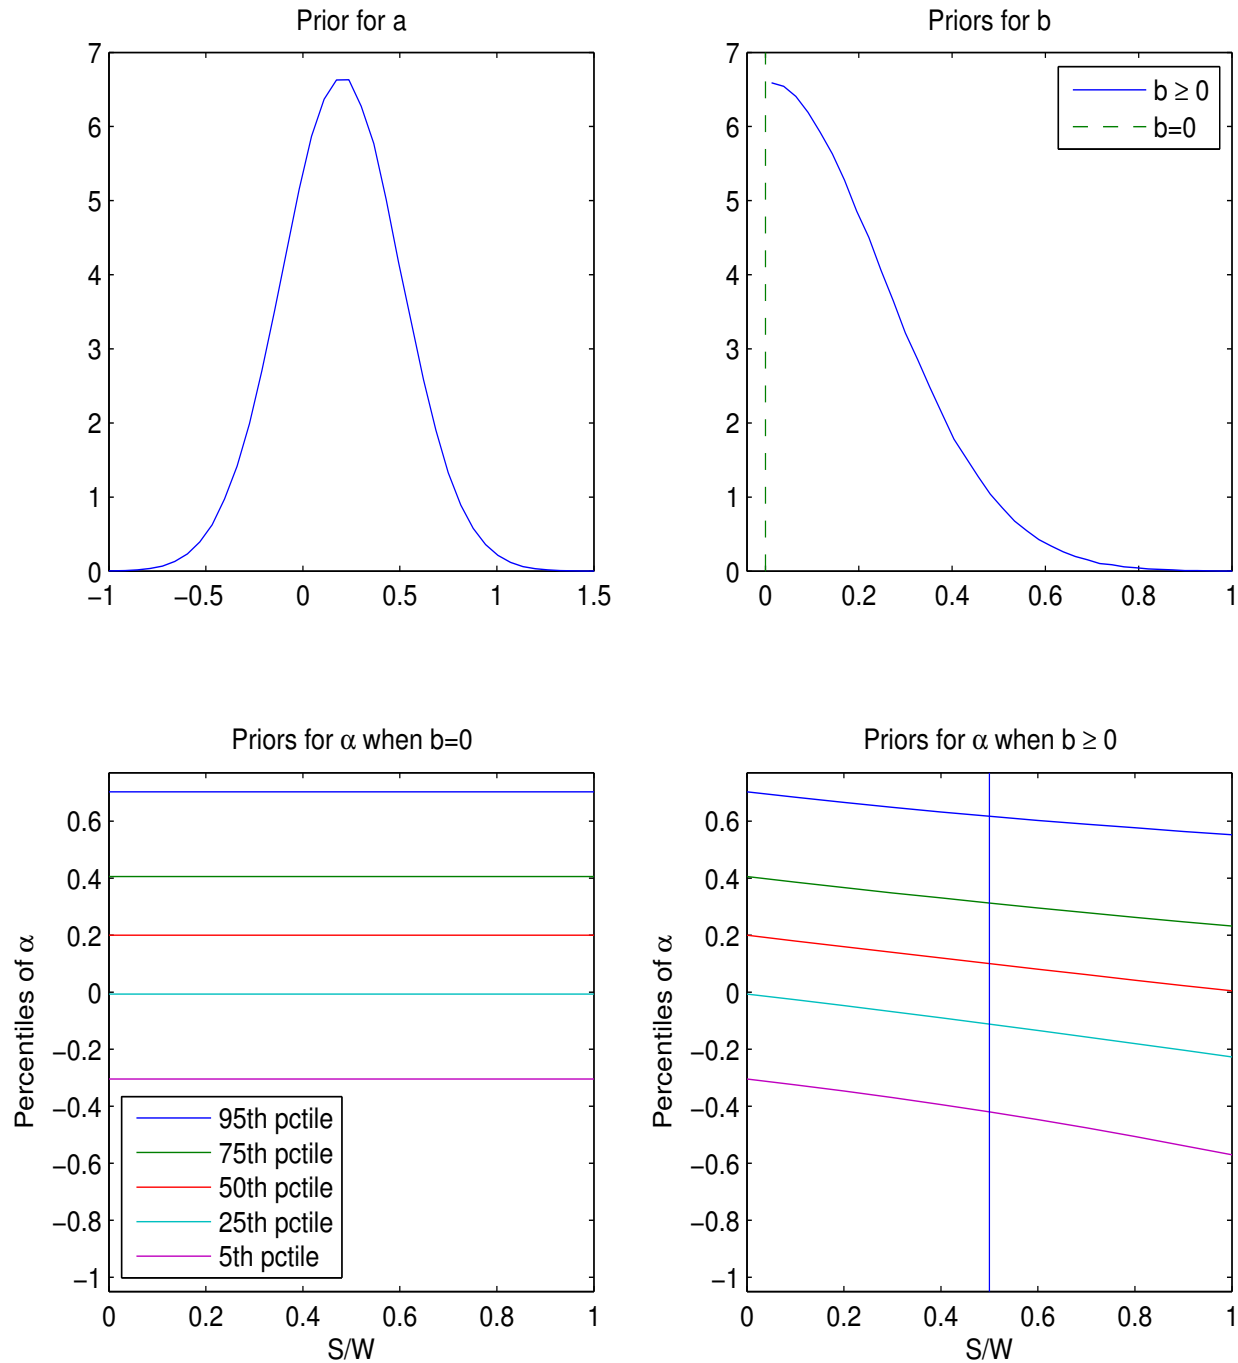 Prior for a
7
6
5
4
3
2
1
0
−1 −0.5 0 0.5 1 1.5
Priors for b
b ≥ 0
b=0
7
6
5
4
3
2
1
0
0 0.2 0.4 0.6 0.8 1
Priors for α when b=0
Percentiles of α
0.6
0.4
0.2
0
−0.2
−0.4
−0.6
−0.8
−1
95th pctile
75th pctile
50th pctile
25th pctile
5th pctile
0 0.2 0.4 0.6 0.8 1
S/W
Priors for α when b ≥ 0
Percentiles of α
0.6
0.4
0.2
0
−0.2
−0.4
−0.6
−0.8
−1
0 0.2 0.4 0.6 0.8 1
S/W